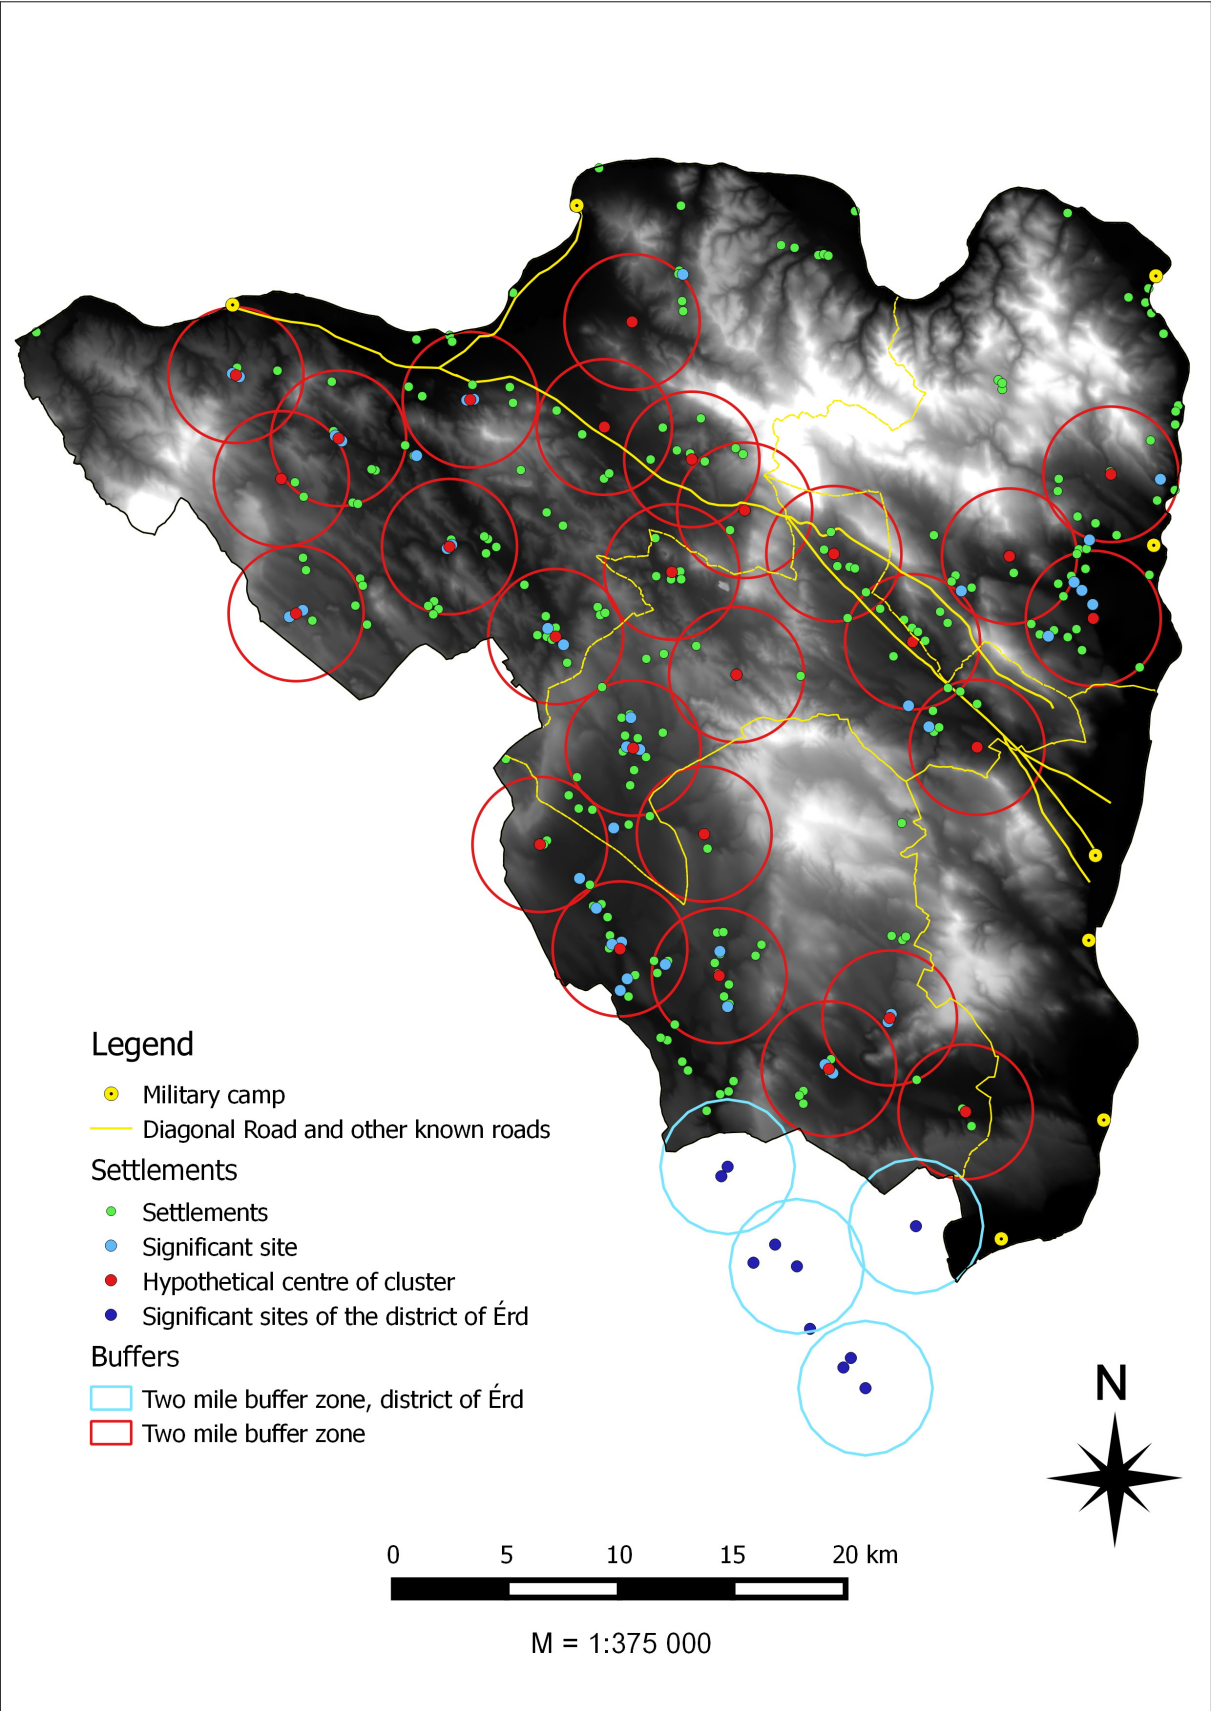 Legend
Military camp
Diagonal Road and other known roads
Settlements
Settlements
Significant site
Hypothetical centre of cluster
Significant sites of the district of Érd
Buffers
Two mile buffer zone, district of Érd
Two mile buffer zone
N
0 5 10 15 20 km
M = 1:375 000